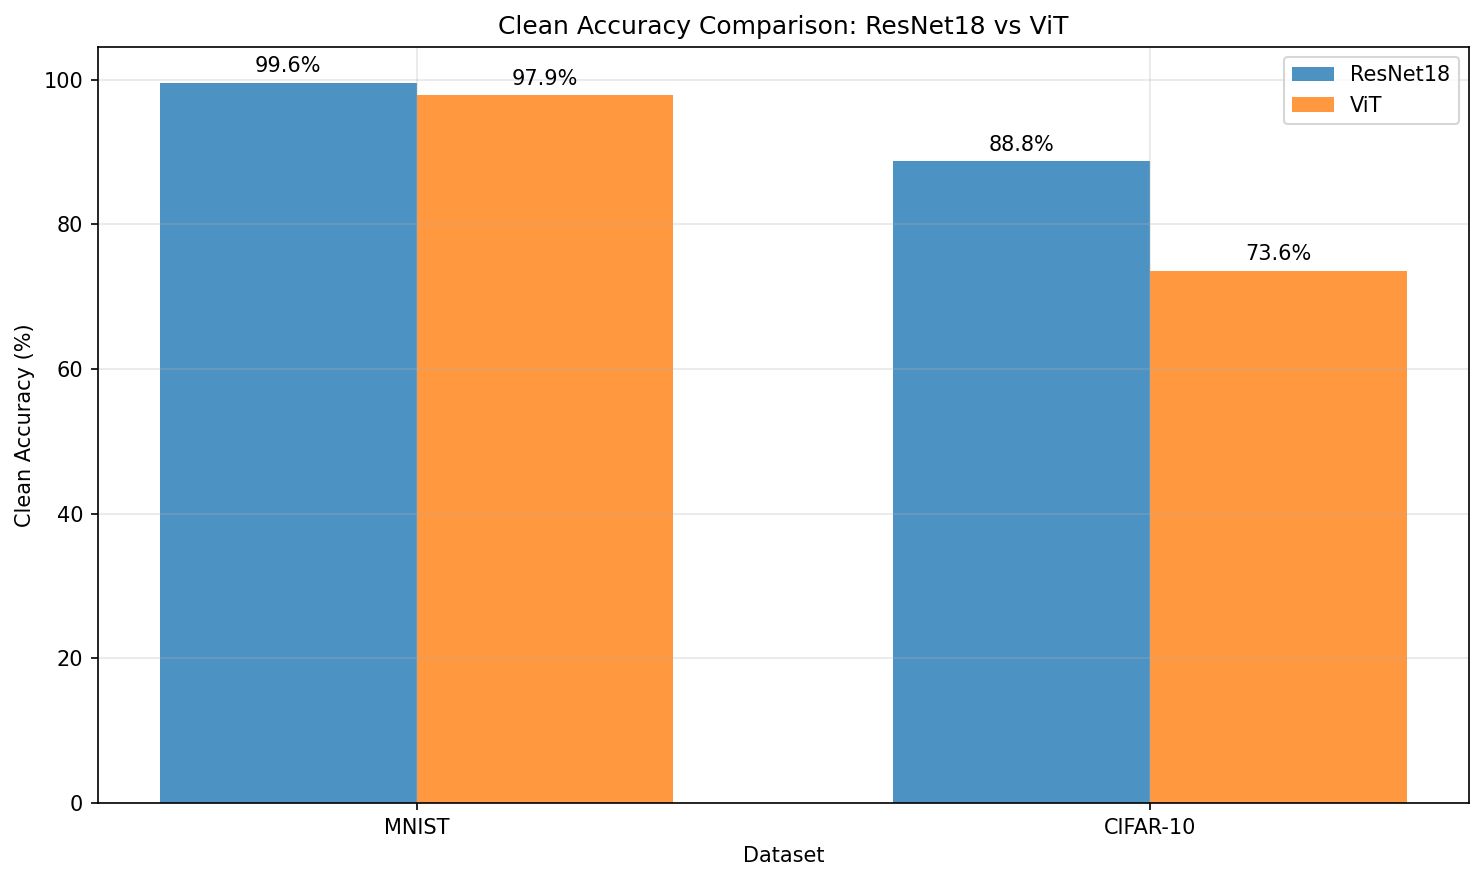 Clean Accuracy Comparison: ResNet18 vs ViT
ResNet18
ViT
99.6%
97.9%
88.8%
73.6%
100
80
60
40
20
0
Clean Accuracy (%)
MNIST
CIFAR-10
Dataset